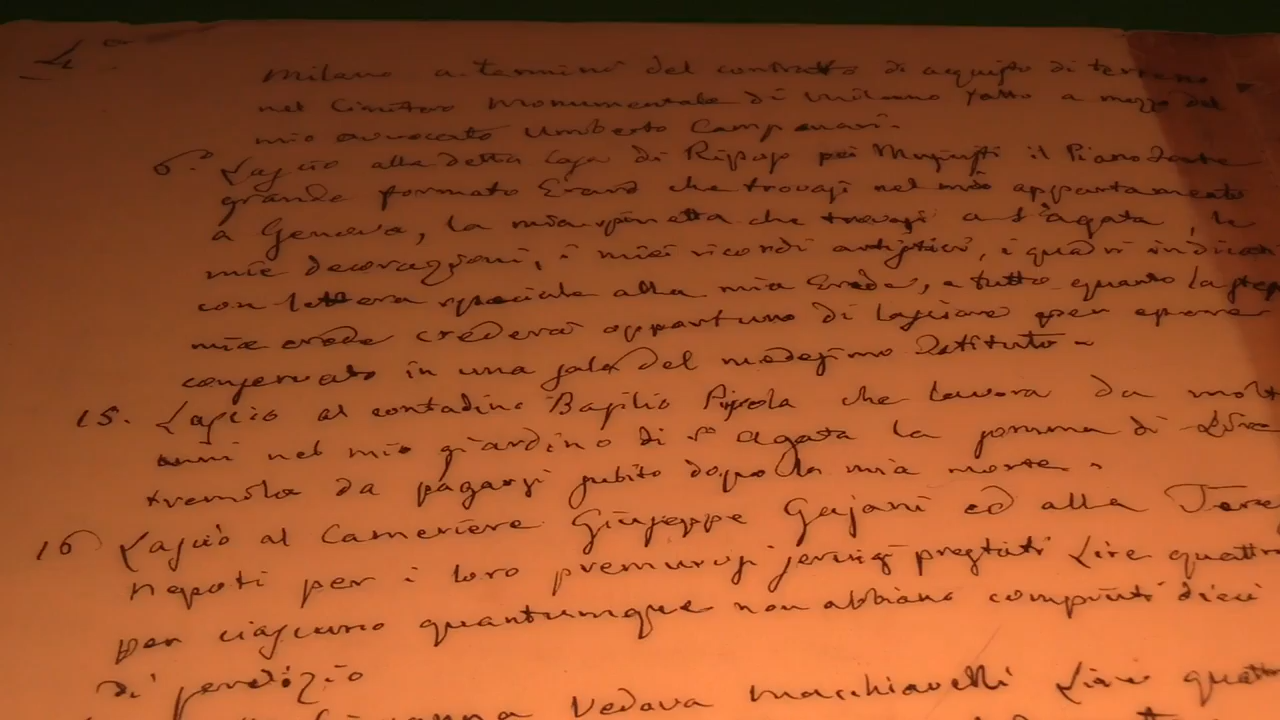 4°
Milano a termini del contratto di acquisto di terreno
nel Cimitero Monumentale di Milano fatto a mezzo del
mio avvocato Umberto Campanari.
6° Lascio alla detta Casa di Riposo pei Musicisti il Pianoforte
grande formato Erard che trovasi nel mio appartamento
a Genova, la mia spinetta che trovasi a S. Agata, le
mie decorazioni, i miei ricordi artistici, i quadri indicati
con lettera speciale alla mia Erede, e tutto quanto la stessa
mia erede crederà opportuno di lasciare per essere
conservato in una sala del medesimo Istituto -
15. Lascio al contadino Basilio Pizzola che lavora da molti
anni nel mio giardino di S. Agata la somma di Lire
tremila da pagarsi subito dopo la mia morte.
16 Lascio al Cameriere Giuseppe Gajani ed alla Teresa
Nepoti per i loro premurosi servigi prestati Lire quattro
per ciascuno quantunque non abbiano compiuti dieci
di servizio
Vedova Macchiavelli Lire quattro